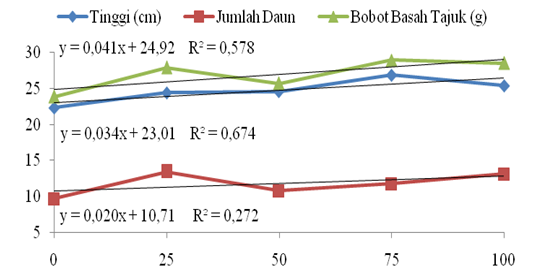 Tinggi (cm) Jumlah Daun Bobot Basah Tajuk (g)
30
y = 0,041x + 24,92 R² = 0,578
25
20
y = 0,034x + 23,01 R² = 0,674
15
10
y = 0,020x + 10,71 R² = 0,272
5
0 25 50 75 100